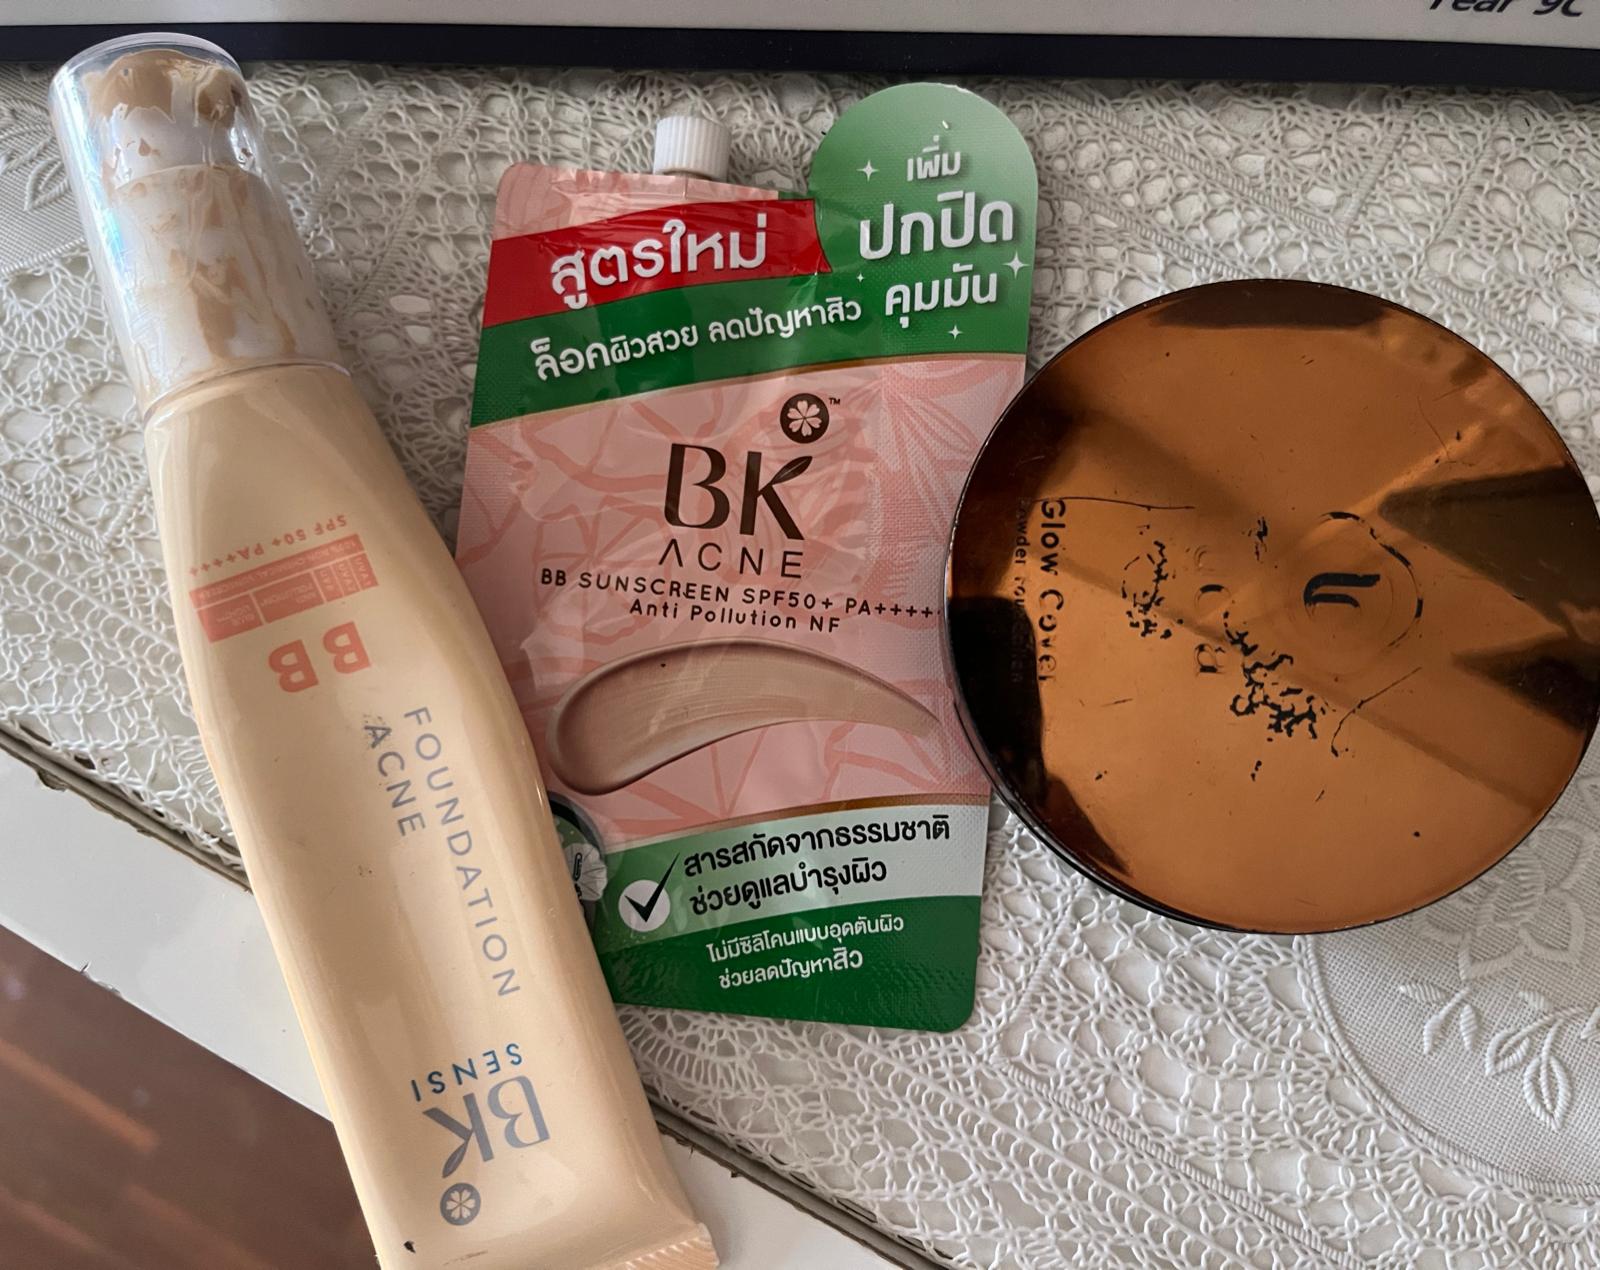 Year 9C
SPF 50+ PA++++
BB
FOUNDATION
ACNE
SENSI
BK
สูตรใหม่
ล็อคผิวสวย ลดปัญหาสิว
เพิ่ม
ปกปิด
คุมมัน
BK
™
ACNE
BB SUNSCREEN SPF50+ PA++++
Anti Pollution NF
สารสกัดจากธรรมชาติ
ช่วยดูแลบำรุงผิว
ไม่มีซิลิโคนแบบอุดตันผิว
ช่วยลดปัญหาสิว
Glow Cover